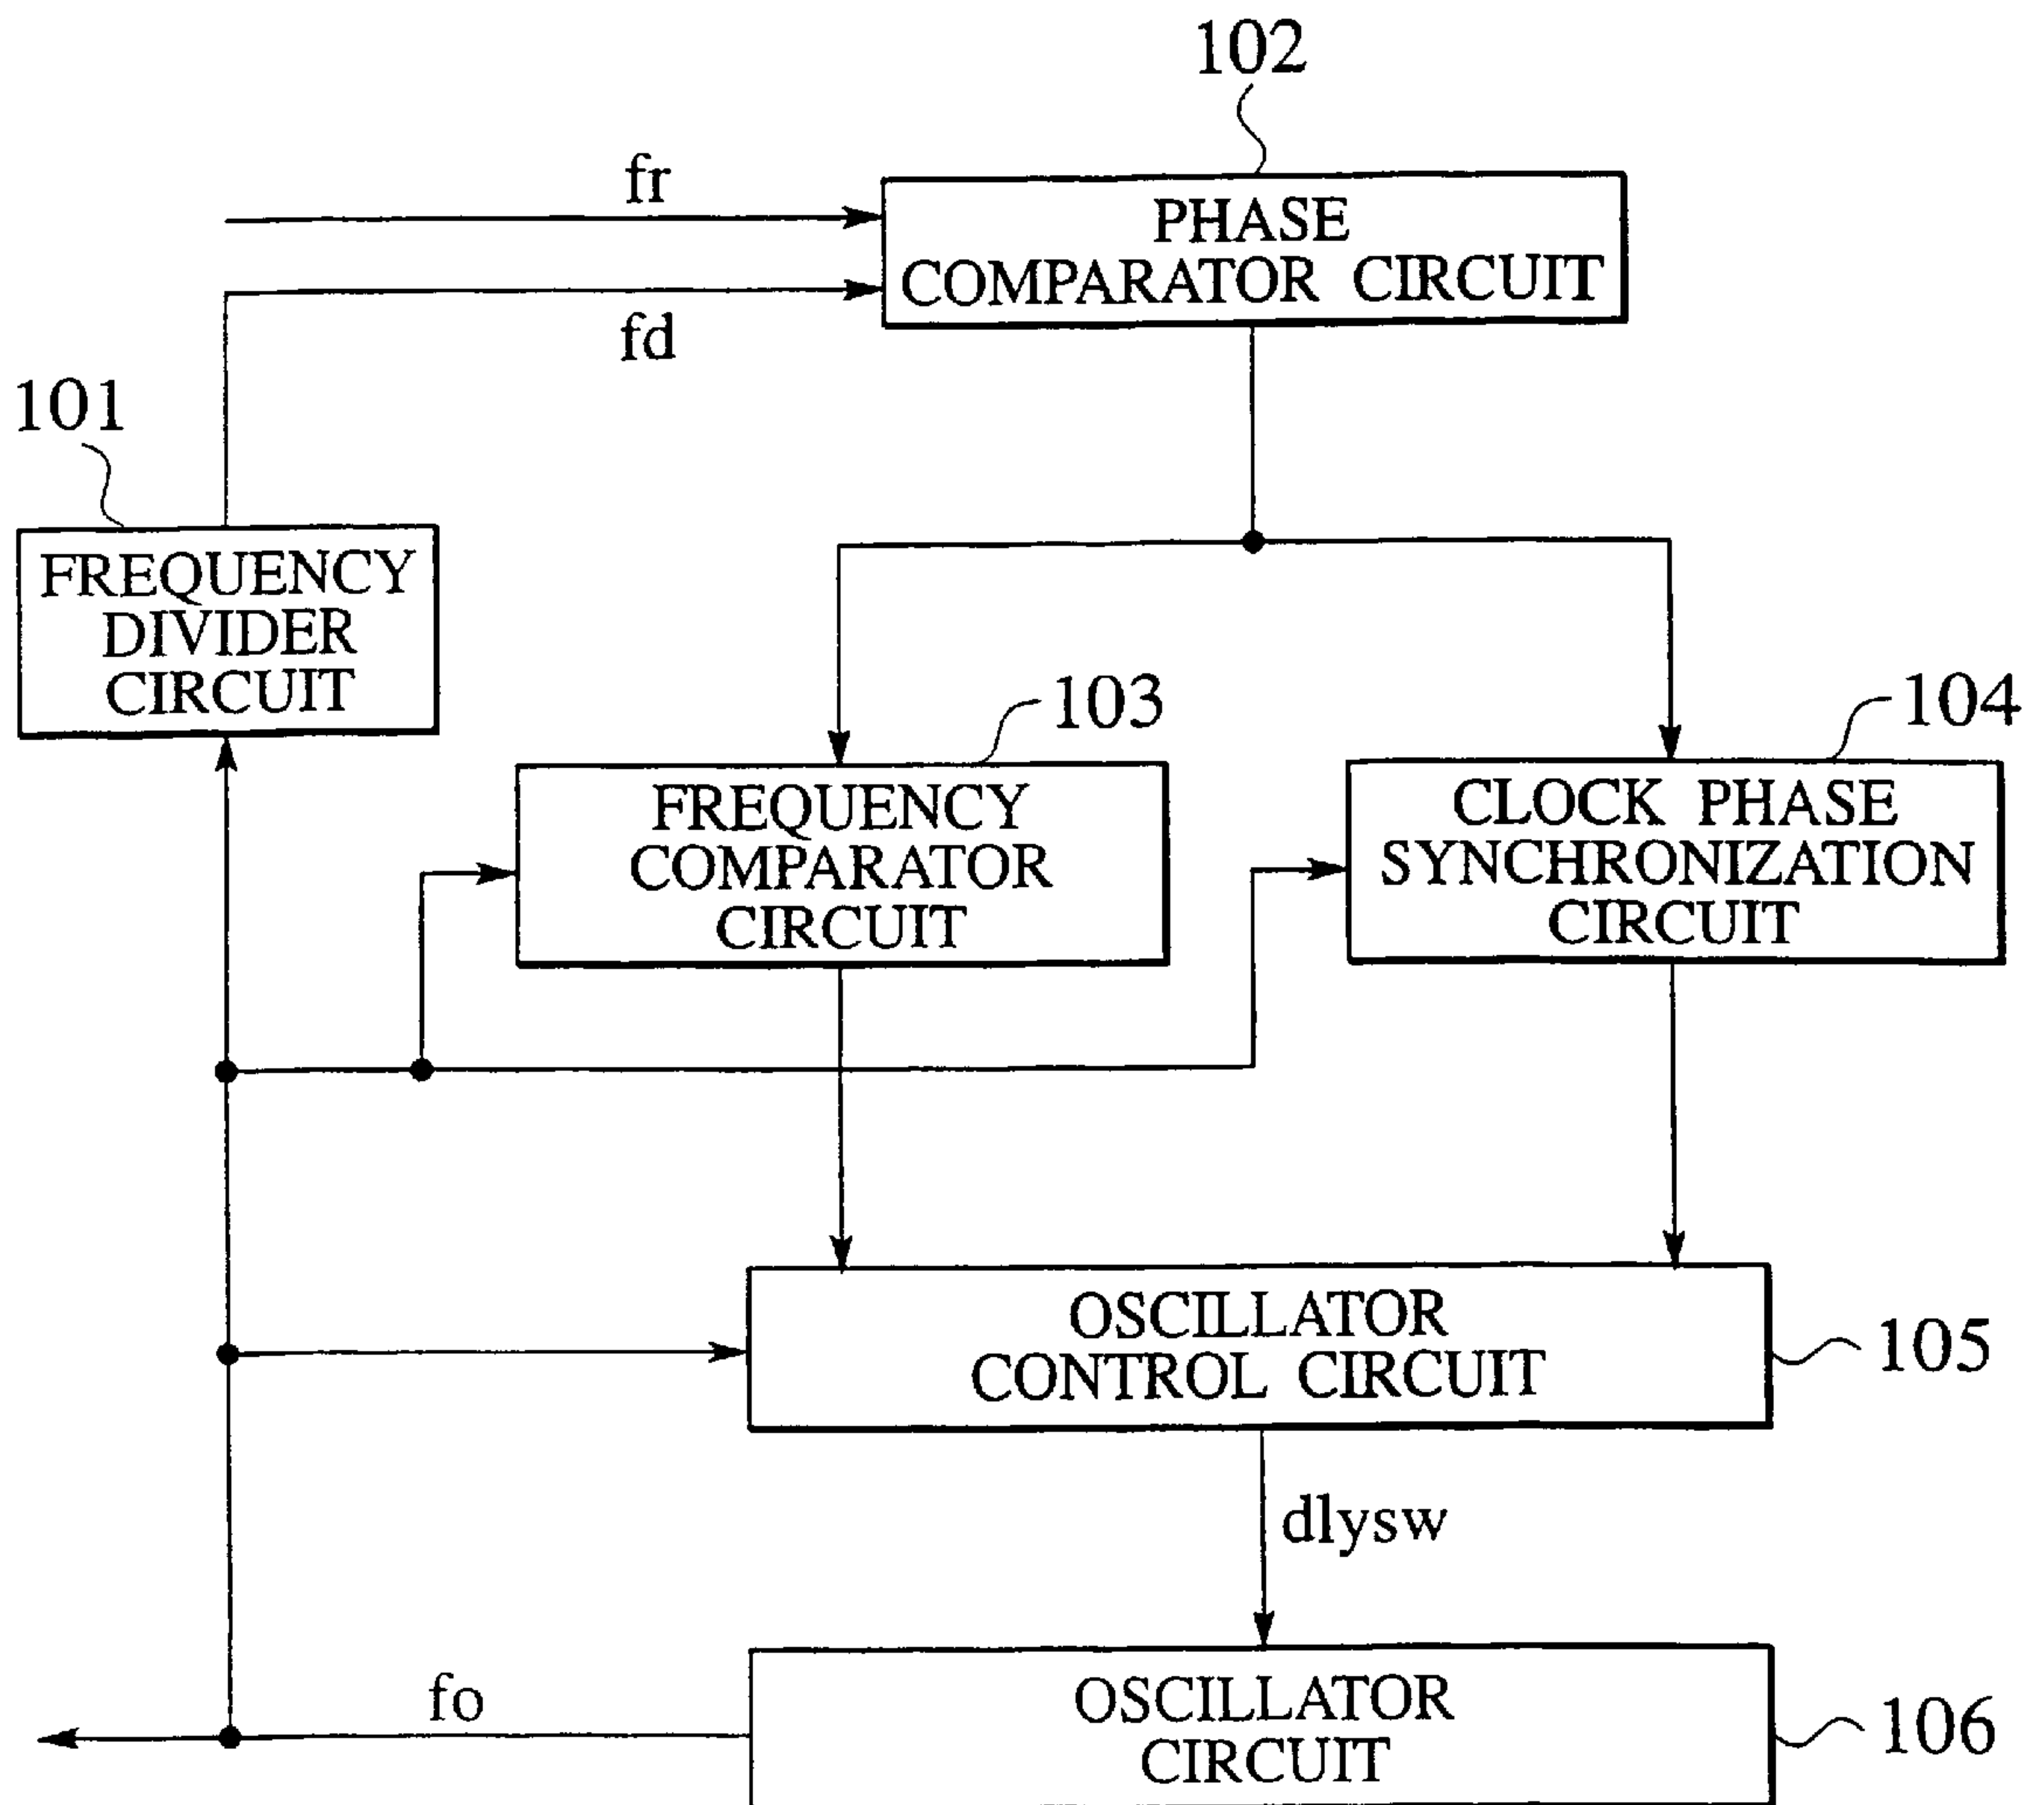 102
fr
PHASE
COMPARATOR CIRCUIT
fd
101
FREQUENCY
DIVIDER
CIRCUIT
103
104
FREQUENCY
COMPARATOR
CIRCUIT
CLOCK PHASE
SYNCHRONIZATION
CIRCUIT
OSCILLATOR
CONTROL CIRCUIT
105
dlysw
fo
OSCILLATOR
CIRCUIT
106